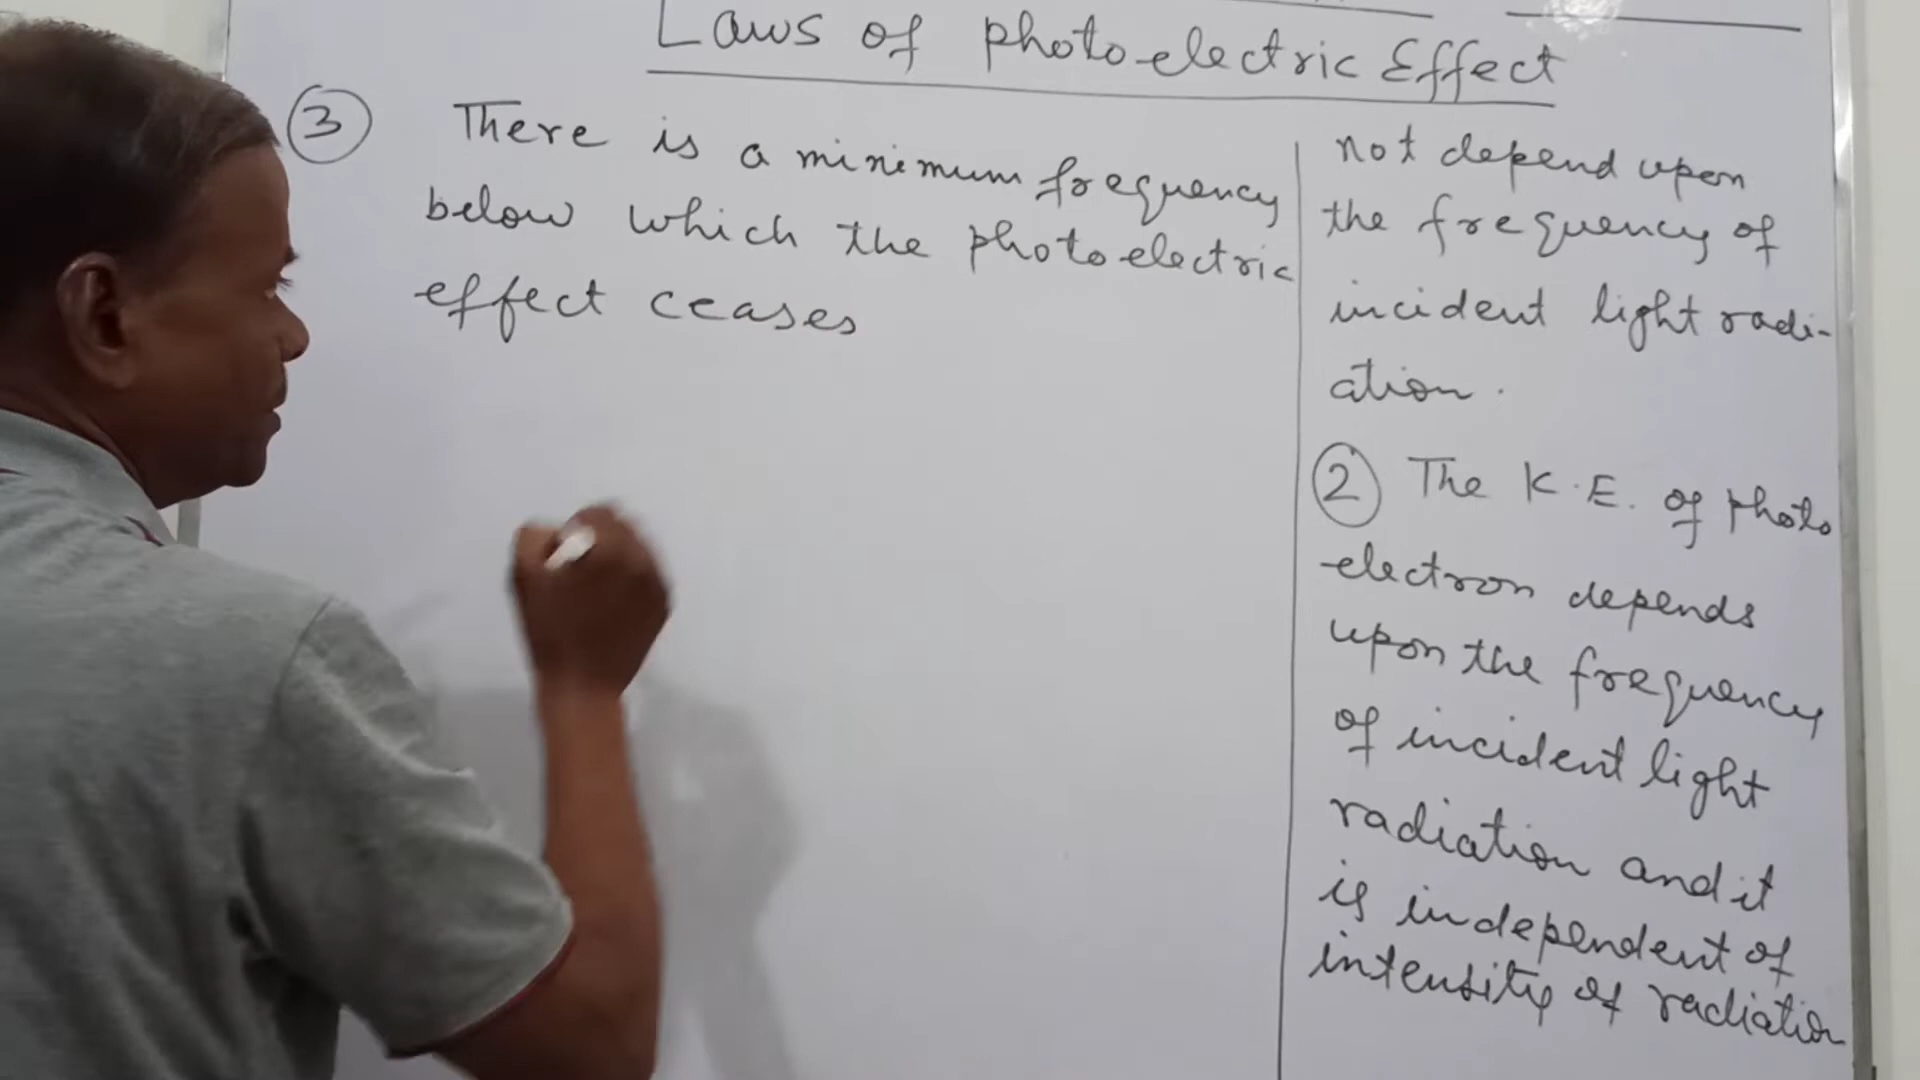 Laws of photo-electric Effect
3 There is a minimum frequency
below which the photo electric
effect ceases
not depend upon
the frequency of
incident light radi-
ation.
2 The K.E. of photo
-electron depends
upon the frequency
of incident light
radiation and it
is independent of
intensity of radiation